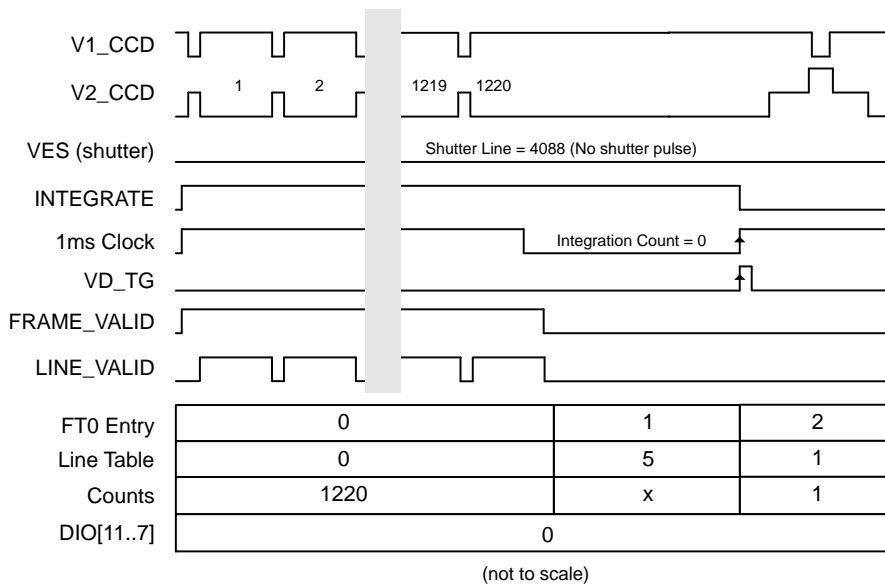 V1_CCD
V2_CCD 1 2 1219 1220
VES (shutter) Shutter Line = 4088 (No shutter pulse)
INTEGRATE
1ms Clock Integration Count = 0
VD_TG
FRAME_VALID
LINE_VALID
FT0 Entry 0 1 2
Line Table 0 5 1
Counts 1220 x 1
DIO[11..7] 0
(not to scale)